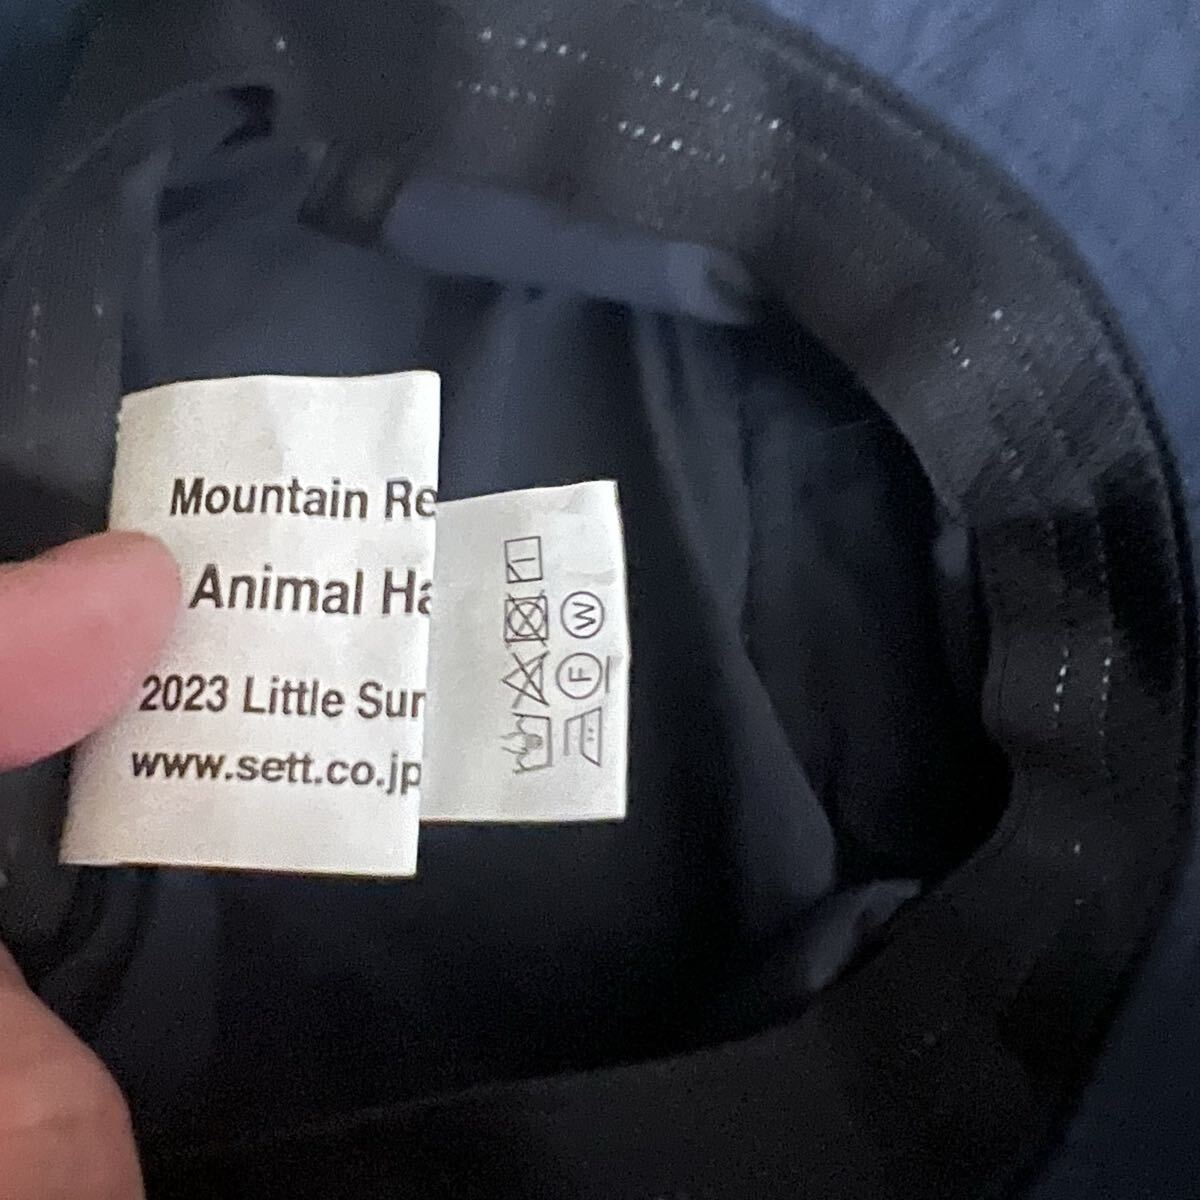 Mountain Re
Animal Ha
2023 Little Sur
www.sett.co.jp
W
F